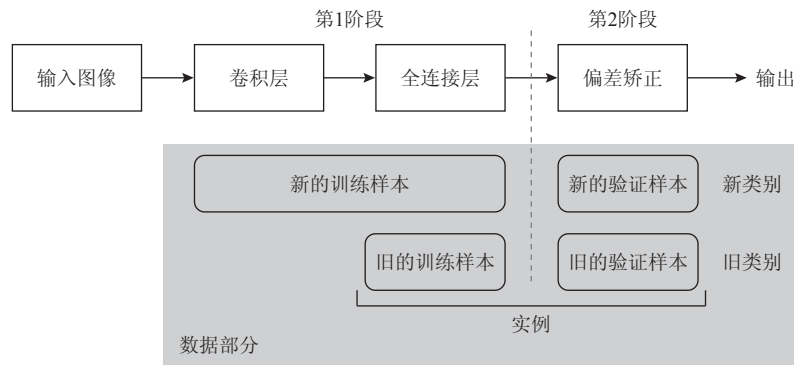 第1阶段 第2阶段
输入图像 卷积层 全连接层 偏差矫正 输出
新的训练样本 新的验证样本 新类别
旧的训练样本 旧的验证样本 旧类别
实例
数据部分